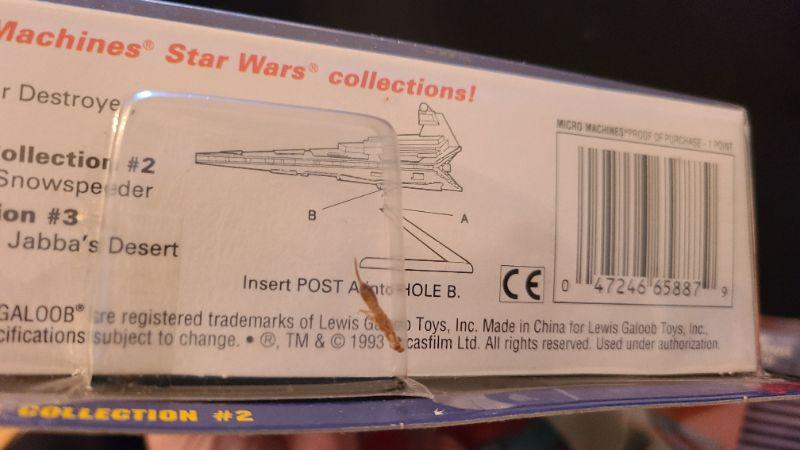 Machines® Star Wars® collections!
r Destroye
ollection #2
Snowspeeder
ion #3
Jabba's Desert
B
A
Insert POST A into HOLE B.
CE
MICRO MACHINES® PROOF OF PURCHASE - 1 POINT
0 47246 65887 9
GALOOB® are registered trademarks of Lewis Galoob Toys, Inc. Made in China for Lewis Galoob Toys, Inc.,
cifications subject to change. • ®, TM & © 1993 casfilm Ltd. All rights reserved. Used under authorization.
COLLECTION #2